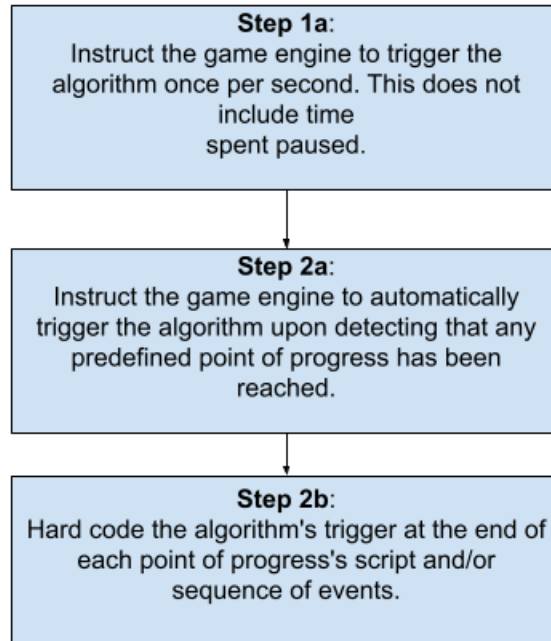 Step 1a:
Instruct the game engine to trigger the
algorithm once per second. This does not
include time
spent paused.
Step 2a:
Instruct the game engine to automatically
trigger the algorithm upon detecting that any
predefined point of progress has been
reached.
Step 2b:
Hard code the algorithm's trigger at the end of
each point of progress's script and/or
sequence of events.